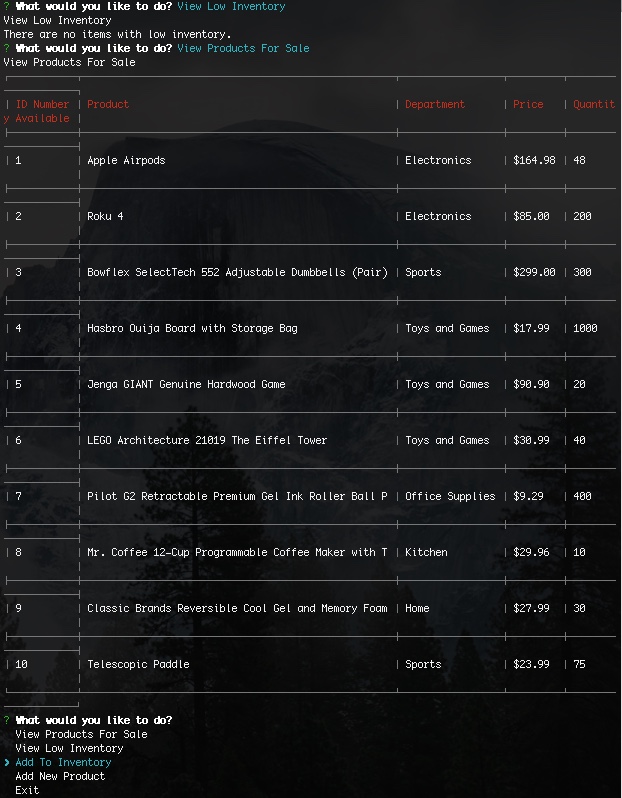 ? What would you like to do? View Low Inventory
View Low Inventory
There are no items with low inventory.
? What would you like to do? View Products For Sale
View Products For Sale
| ID Number | Product | Department | Price | Quantit
y Available |
| 1 | Apple Airpods | Electronics | $164.98 | 48
| 2 | Roku 4 | Electronics | $85.00 | 200
| 3 | Bowflex SelectTech 552 Adjustable Dumbbells (Pair) | Sports | $299.00 | 300
| 4 | Hasbro Ouija Board with Storage Bag | Toys and Games | $17.99 | 1000
| 5 | Jenga GIANT Genuine Hardwood Game | Toys and Games | $90.90 | 20
| 6 | LEGO Architecture 21019 The Eiffel Tower | Toys and Games | $30.99 | 40
| 7 | Pilot G2 Retractable Premium Gel Ink Roller Ball P | Office Supplies | $9.29 | 400
| 8 | Mr. Coffee 12-Cup Programmable Coffee Maker with T | Kitchen | $29.96 | 10
| 9 | Classic Brands Reversible Cool Gel and Memory Foam | Home | $27.99 | 30
| 10 | Telescopic Paddle | Sports | $23.99 | 75
? What would you like to do?
View Products For Sale
View Low Inventory
❯ Add To Inventory
Add New Product
Exit